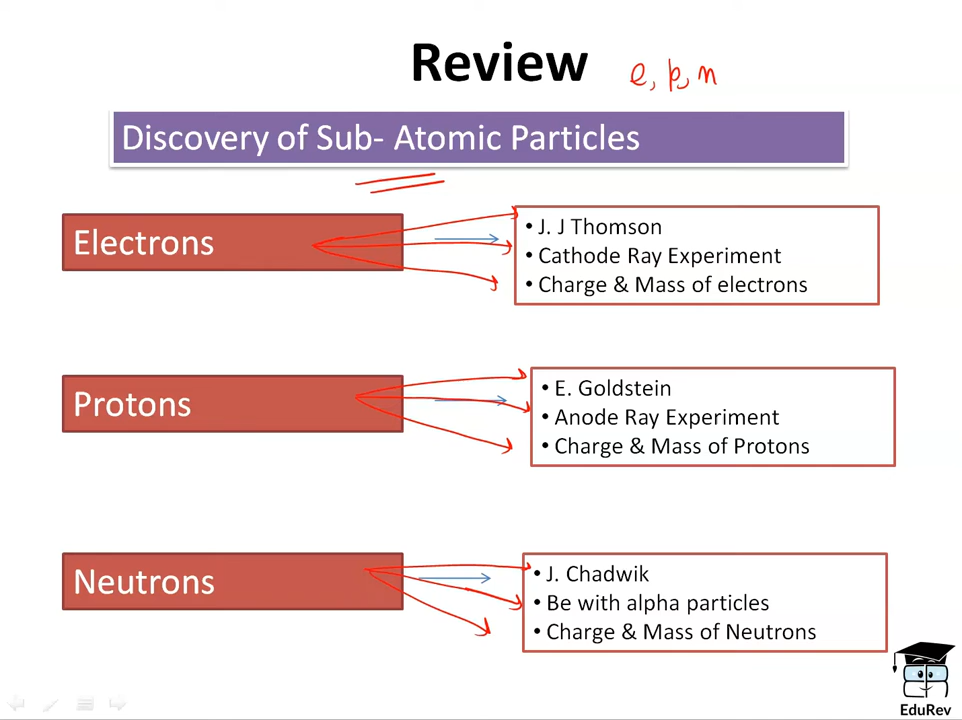 Review
e, p, n
Discovery of Sub- Atomic Particles
Electrons
• J. J Thomson
• Cathode Ray Experiment
• Charge & Mass of electrons
Protons
• E. Goldstein
• Anode Ray Experiment
• Charge & Mass of Protons
Neutrons
• J. Chadwik
• Be with alpha particles
• Charge & Mass of Neutrons
EduRev